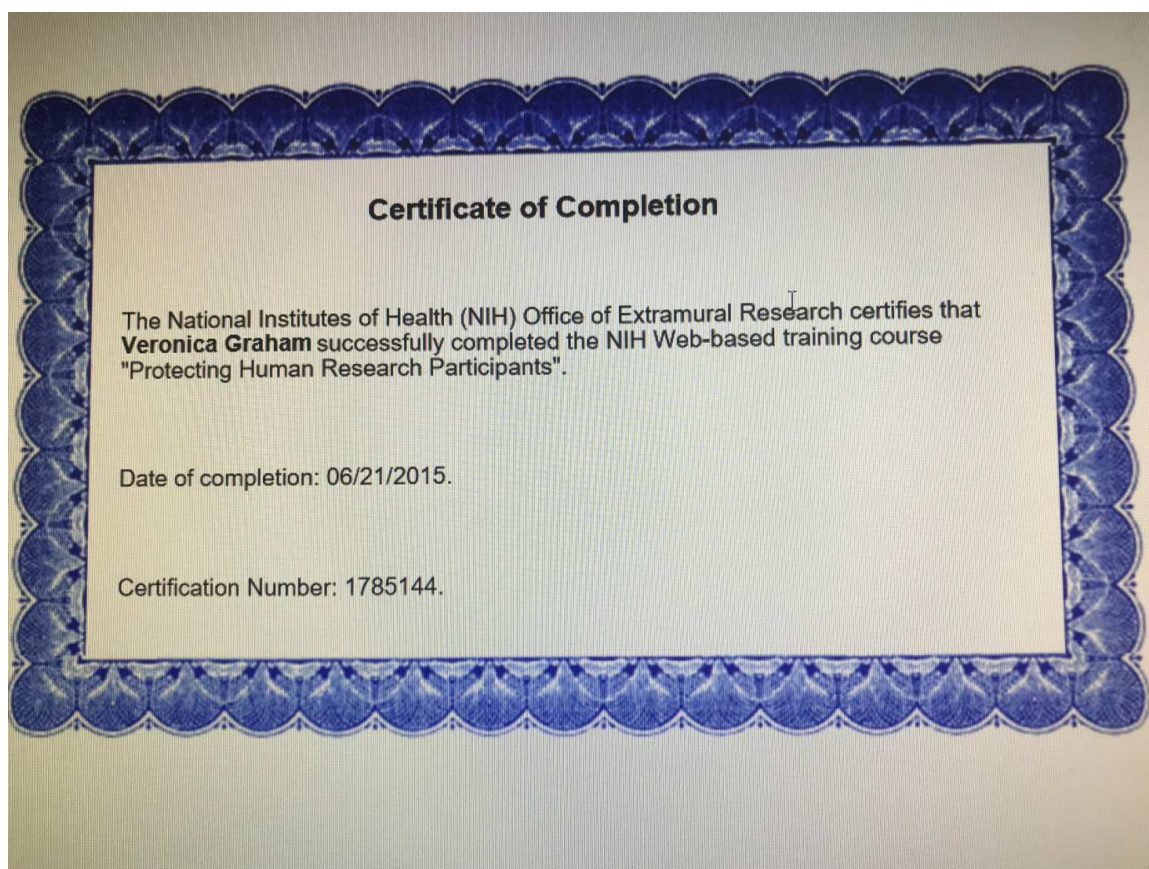 Certificate of Completion
The National Institutes of Health (NIH) Office of Extramural Research certifies that
Veronica Graham successfully completed the NIH Web-based training course
"Protecting Human Research Participants".
Date of completion: 06/21/2015.
Certification Number: 1785144.